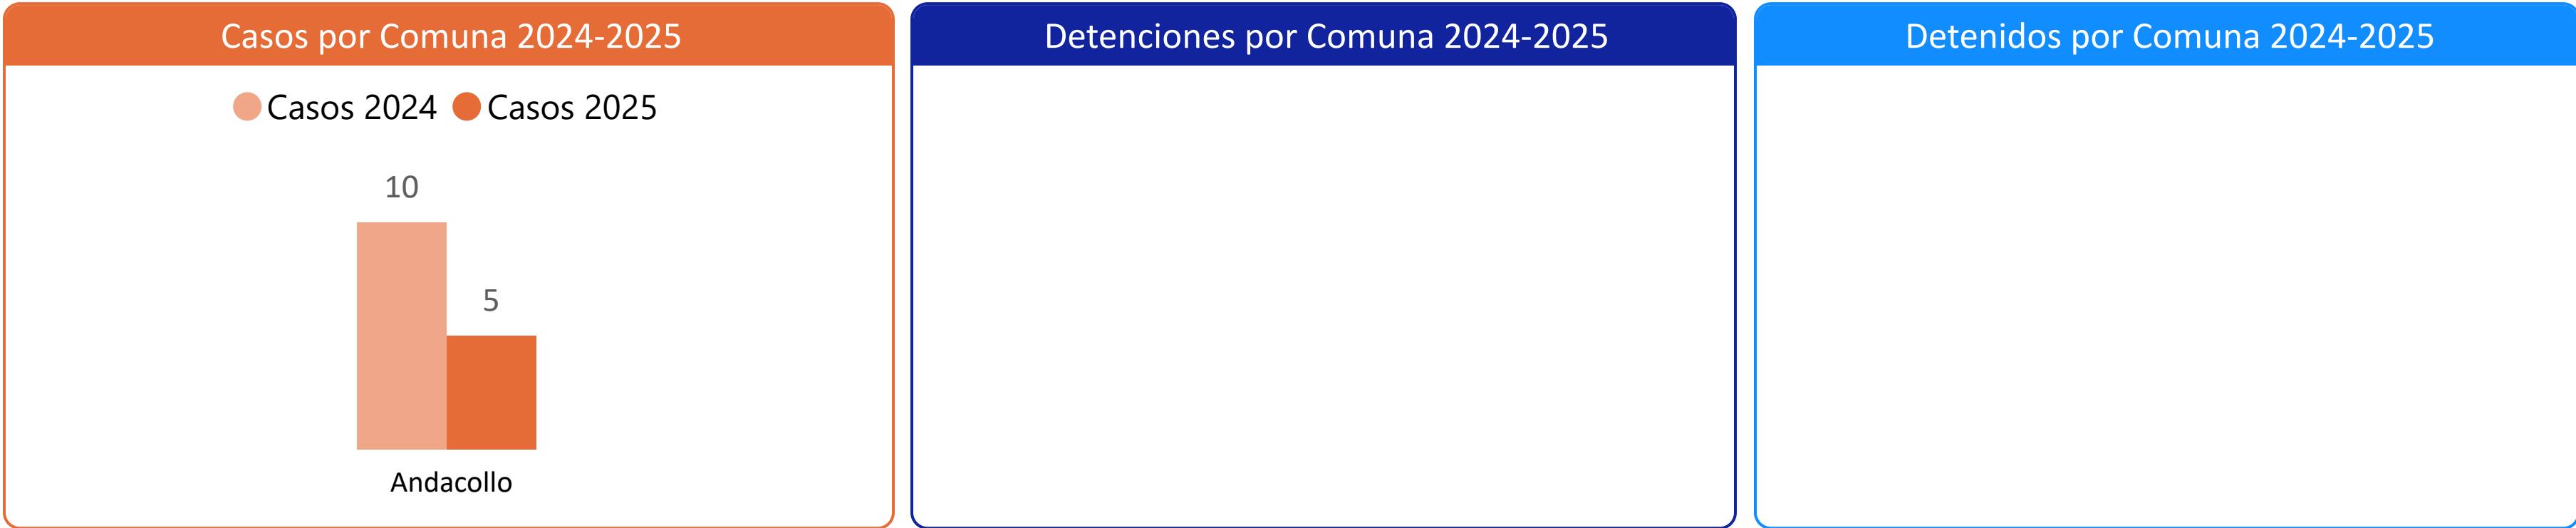 Casos por Comuna 2024-2025
Casos 2024 Casos 2025
10
5
Andacollo
Detenciones por Comuna 2024-2025
Detenidos por Comuna 2024-2025